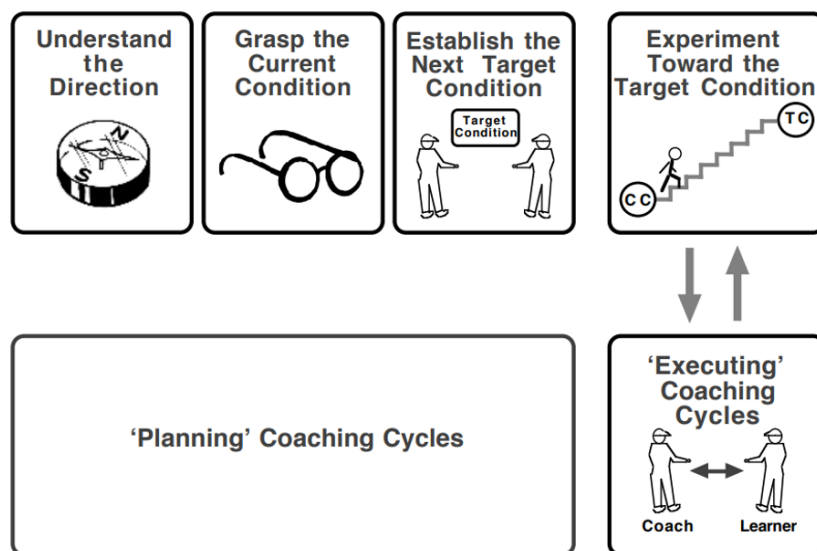 Understand
the
Direction
N
S
Grasp the
Current
Condition
Establish the
Next Target
Condition
Target
Condition
Experiment
Toward the
Target Condition
TC
CC
‘Planning’ Coaching Cycles
‘Executing’
Coaching
Cycles
Coach
Learner